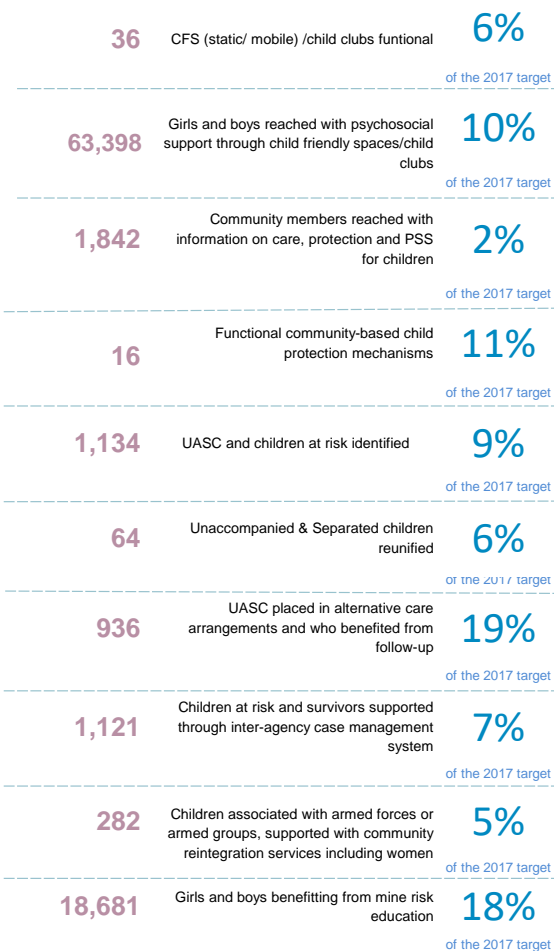 36
CFS (static/ mobile) /child clubs funtional
6%
of the 2017 target
63,398
Girls and boys reached with psychosocial
support through child friendly spaces/child
clubs
10%
of the 2017 target
1,842
Community members reached with
information on care, protection and PSS
for children
2%
of the 2017 target
16
Functional community-based child
protection mechanisms
11%
of the 2017 target
1,134
UASC and children at risk identified
9%
of the 2017 target
64
Unaccompanied & Separated children
reunified
6%
of the 2017 target
936
UASC placed in alternative care
arrangements and who benefited from
follow-up
19%
of the 2017 target
1,121
Children at risk and survivors supported
through inter-agency case management
system
7%
of the 2017 target
282
Children associated with armed forces or
armed groups, supported with community
reintegration services including women
5%
of the 2017 target
18,681
Girls and boys benefitting from mine risk
education
18%
of the 2017 target